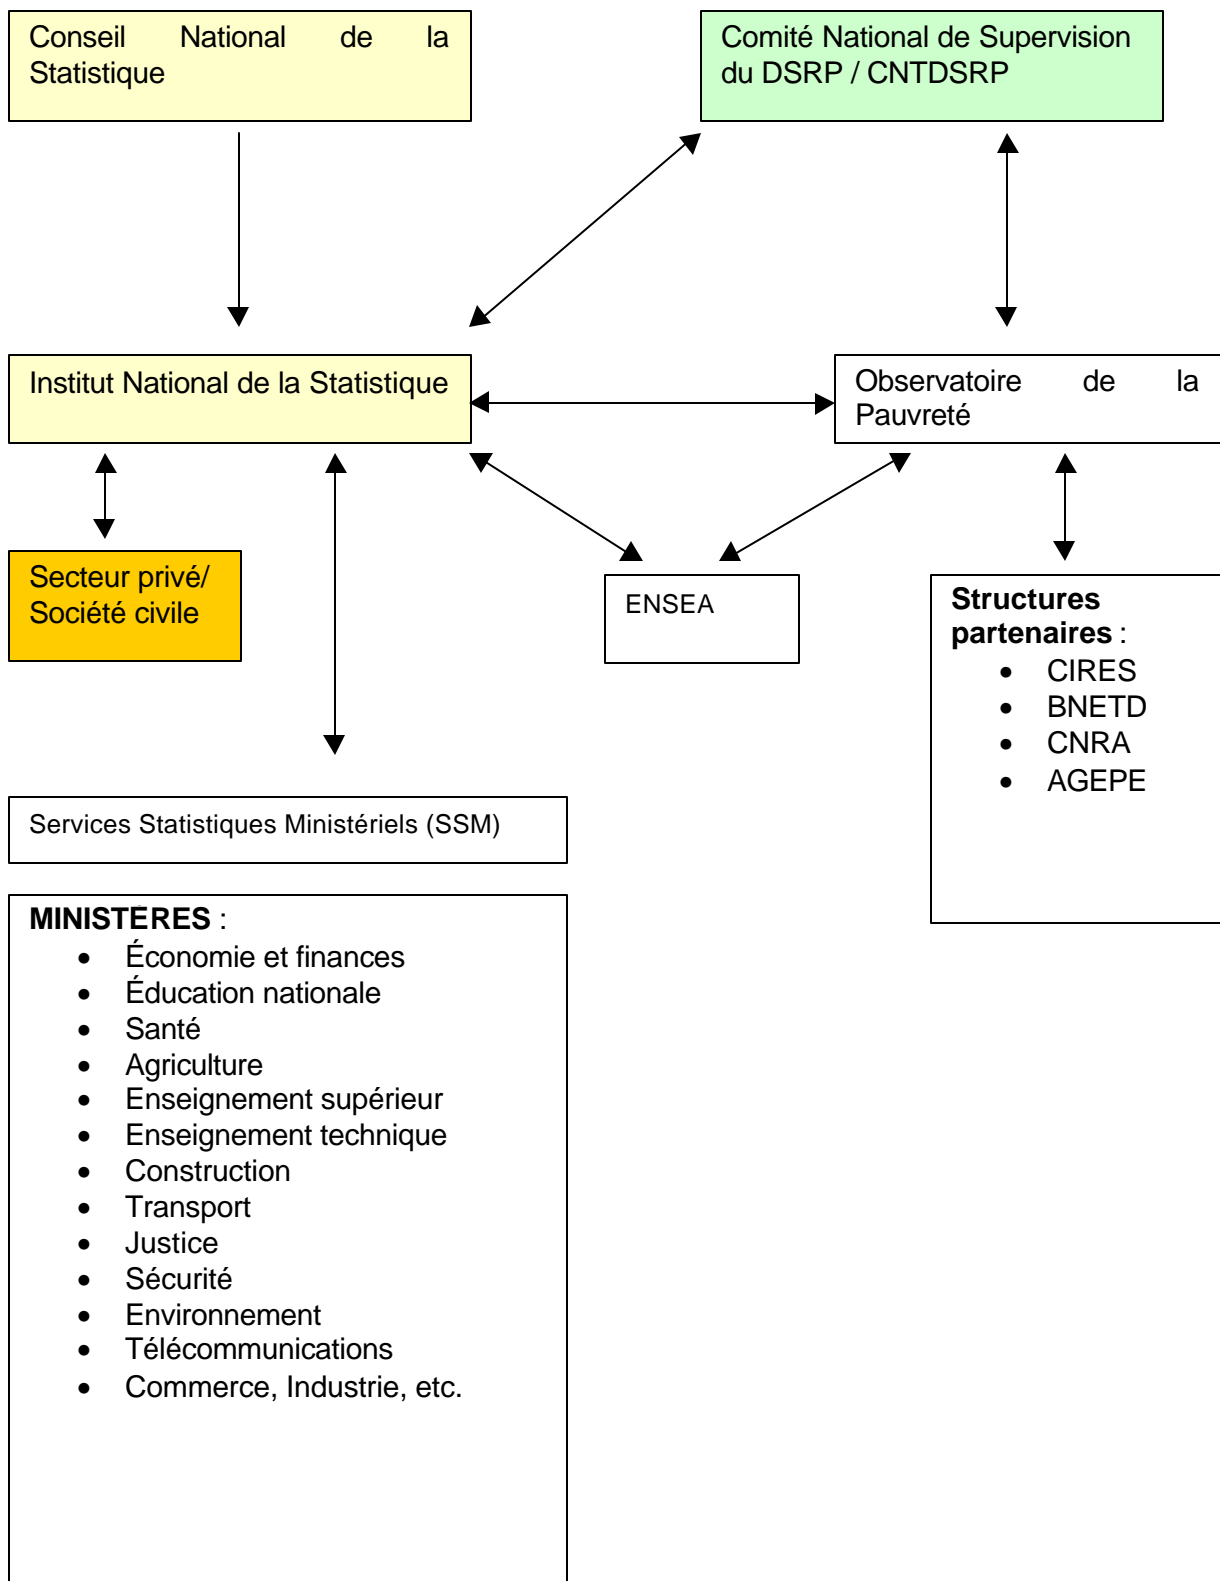 Conseil National de la
Statistique
Comité National de Supervision
du DSRP / CNTDSRP
Institut National de la Statistique
Observatoire de la
Pauvreté
Secteur privé/
Société civile
ENSEA
Structures
partenaires :
• CIRES
• BNETD
• CNRA
• AGEPE
Services Statistiques Ministériels (SSM)
MINISTÈRES :
• Économie et finances
• Éducation nationale
• Santé
• Agriculture
• Enseignement supérieur
• Enseignement technique
• Construction
• Transport
• Justice
• Sécurité
• Environnement
• Télécommunications
• Commerce, Industrie, etc.